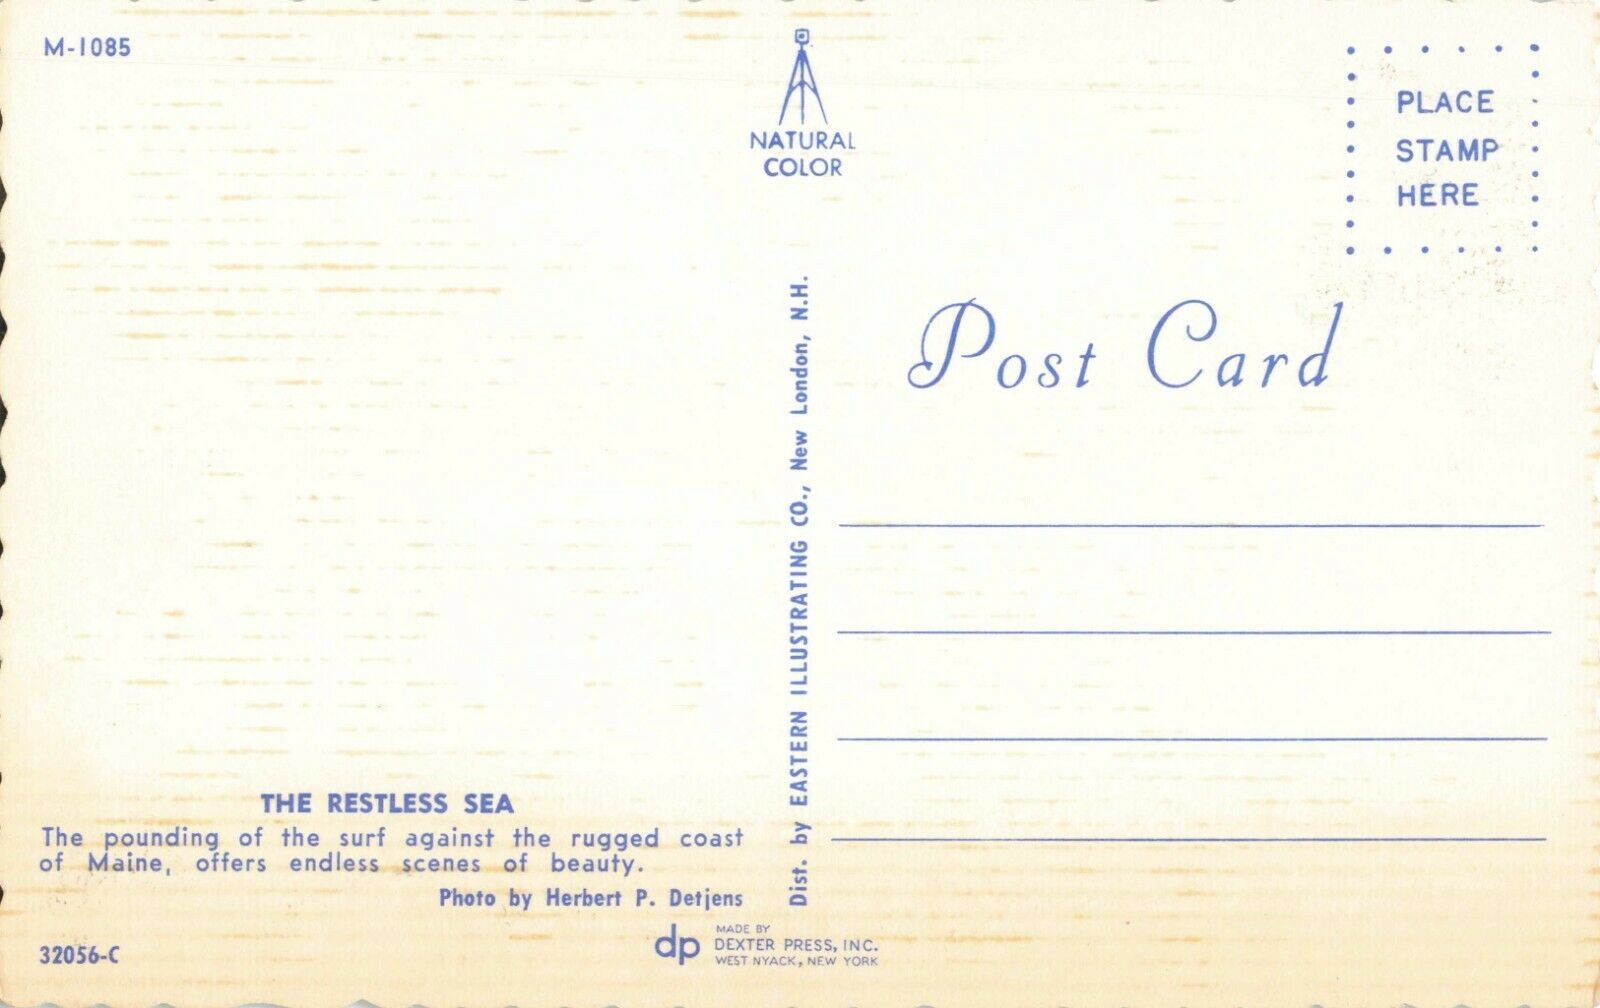 M-1085
NATURAL
COLOR
PLACE
STAMP
HERE
Post Card
Dist. by EASTERN ILLUSTRATING CO., New London, N.H.
THE RESTLESS SEA
The pounding of the surf against the rugged coast
of Maine, offers endless scenes of beauty.
Photo by Herbert P. Detjens
32056-C
dp
MADE BY
DEXTER PRESS, INC.
WEST NYACK, NEW YORK